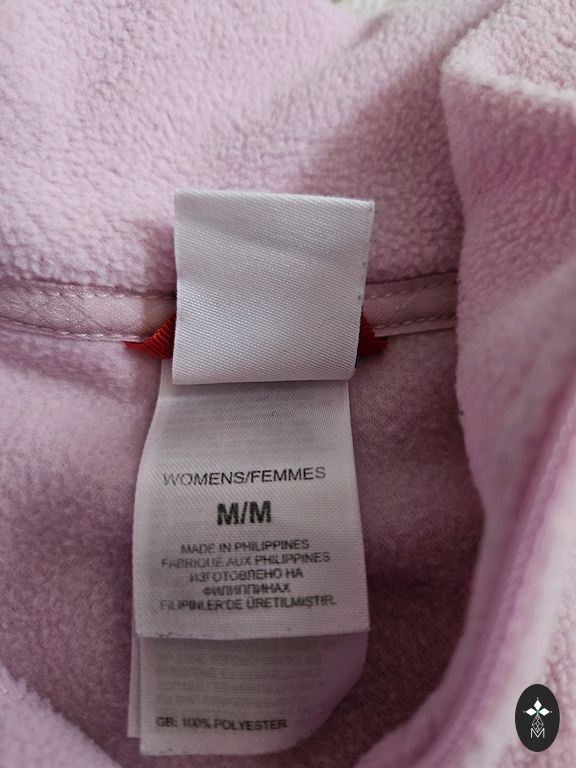 WOMENS/FEMMES
M/M
MADE IN PHILIPPINES
FABRIQUÉ AUX PHILIPPINES
ИЗГОТОВЛЕНО НА
ФИЛИППИНАХ
FILIPINLER'DE ÜRETILMIŞTIR.
GB: 100% POLYESTER
M